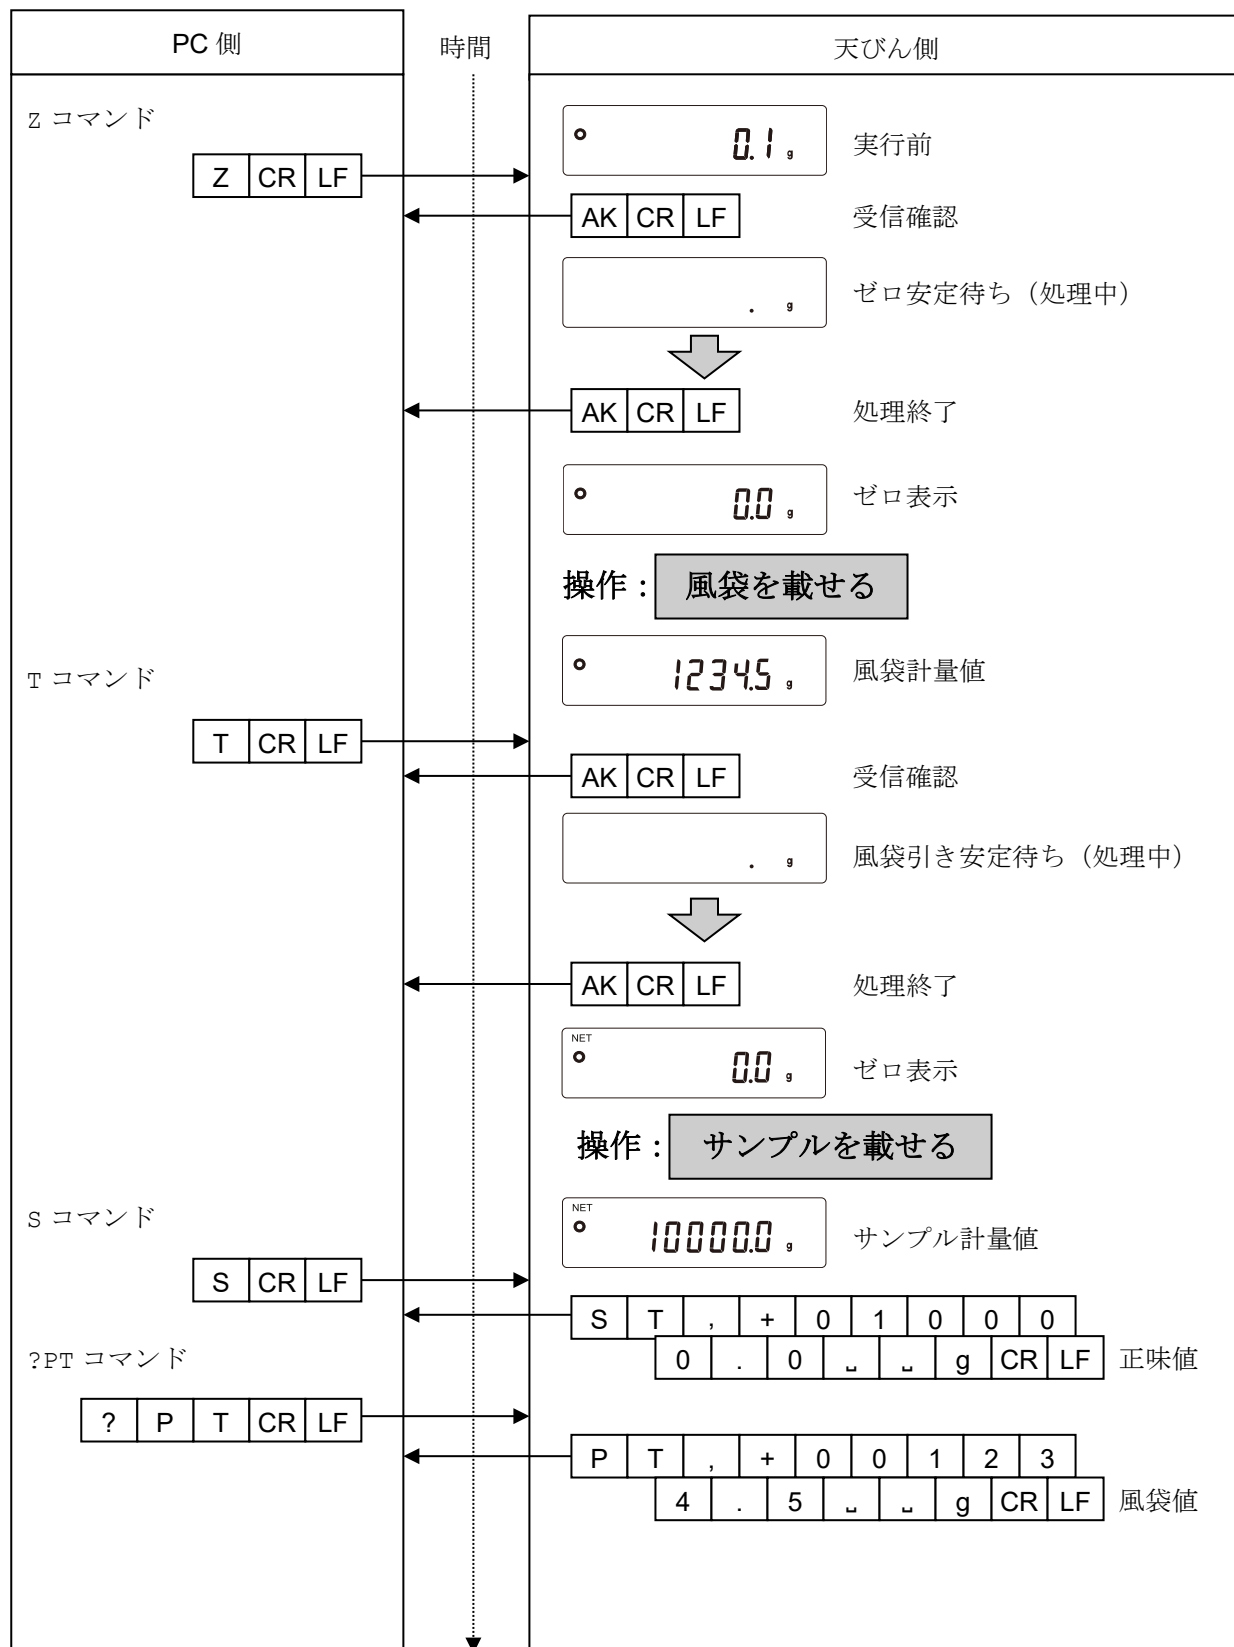 PC 側 時間 天びん側
Z コマンド
0.1 g 実行前
Z CR LF
AK CR LF 受信確認
. g ゼロ安定待ち（処理中）
AK CR LF 処理終了
0.0 g ゼロ表示
操作： 風袋を載せる
T コマンド
1234.5 g 風袋計量値
T CR LF
AK CR LF 受信確認
. g 風袋引き安定待ち（処理中）
AK CR LF 処理終了
NET
0.0 g ゼロ表示
操作： サンプルを載せる
S コマンド
NET
10000.0 g サンプル計量値
S CR LF
S T , + 0 1 0 0 0
0 . 0 ␣ ␣ g CR LF 正味値
?PT コマンド
? P T CR LF
P T , + 0 0 1 2 3
4 . 5 ␣ ␣ g CR LF 風袋値